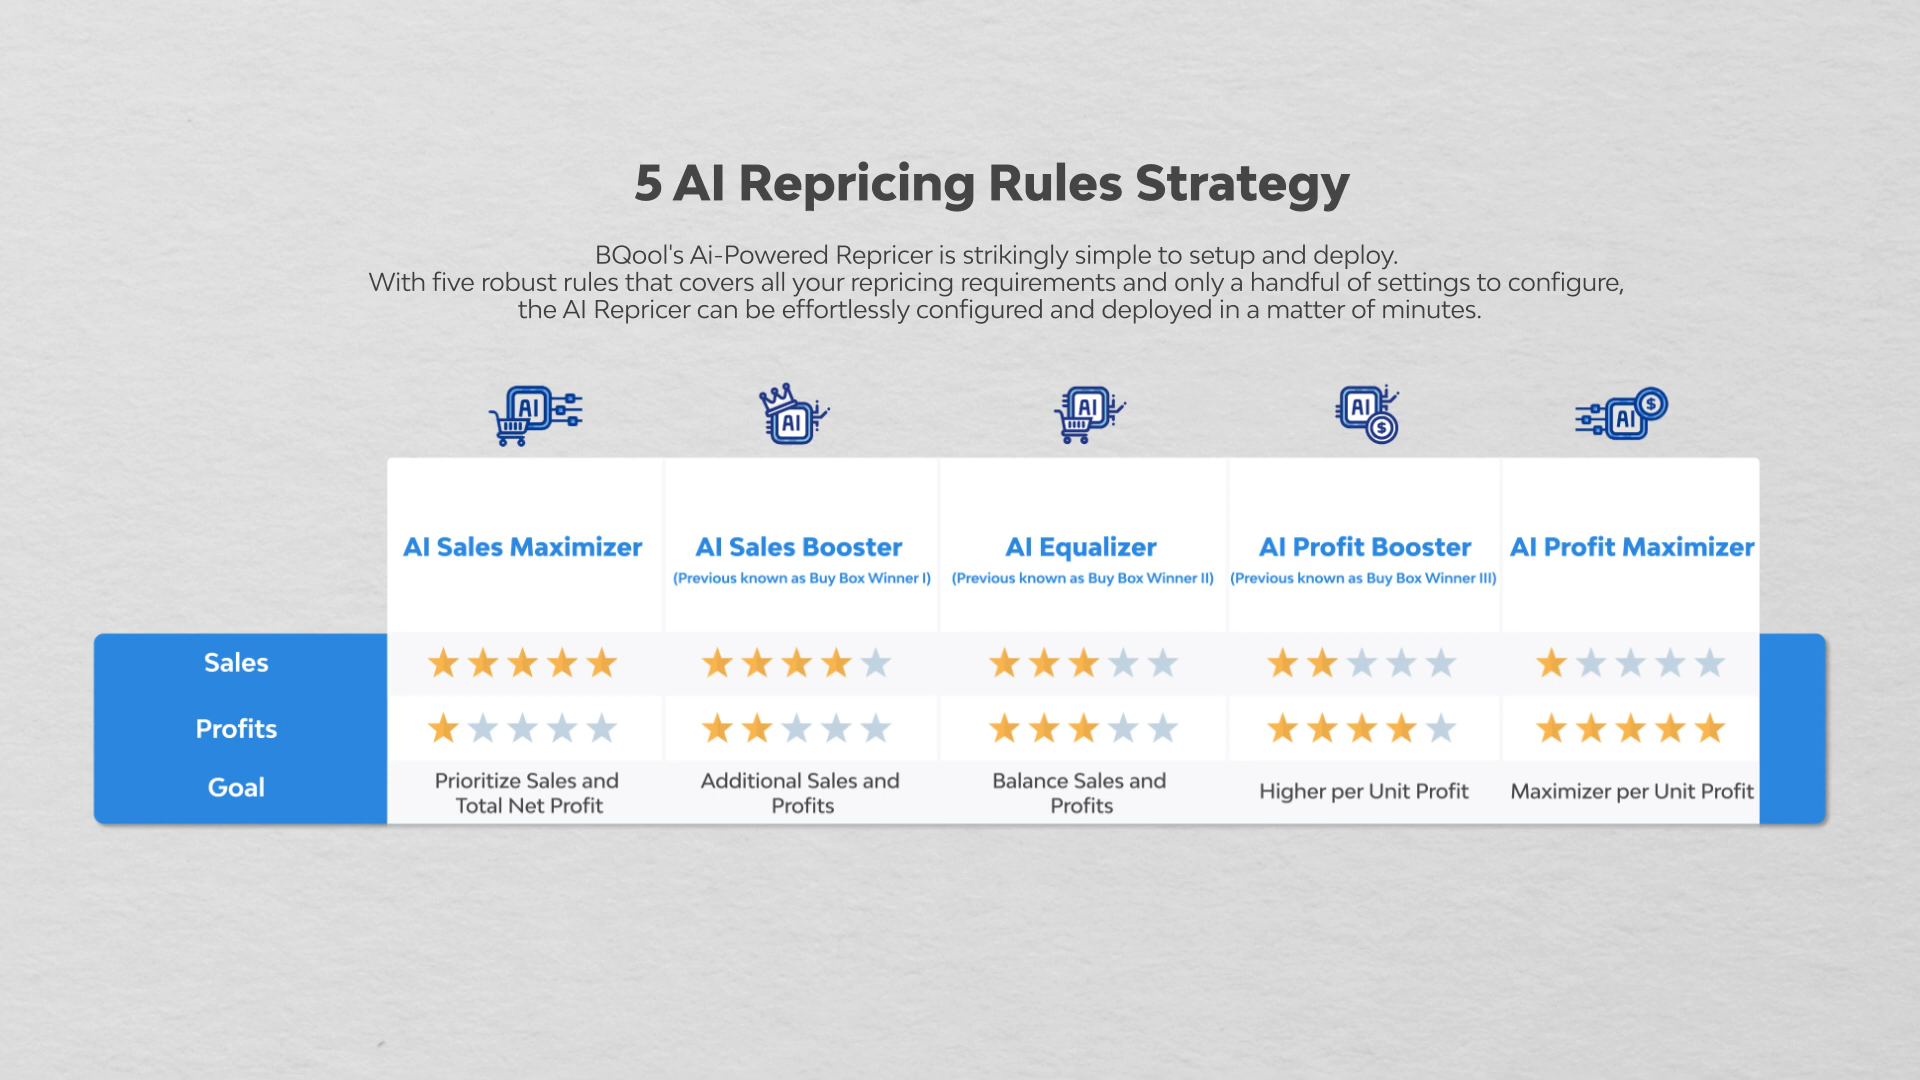 5 AI Repricing Rules Strategy
BQool's Ai-Powered Repricer is strikingly simple to setup and deploy.
With five robust rules that covers all your repricing requirements and only a handful of settings to configure,
the AI Repricer can be effortlessly configured and deployed in a matter of minutes.
AI
AI
AI
AI
$
AI
$
AI Sales Maximizer
AI Sales Booster
(Previous known as Buy Box Winner I)
AI Equalizer
(Previous known as Buy Box Winner II)
AI Profit Booster
(Previous known as Buy Box Winner III)
AI Profit Maximizer
Sales
Profits
Goal
Prioritize Sales and
Total Net Profit
Additional Sales and
Profits
Balance Sales and
Profits
Higher per Unit Profit
Maximizer per Unit Profit